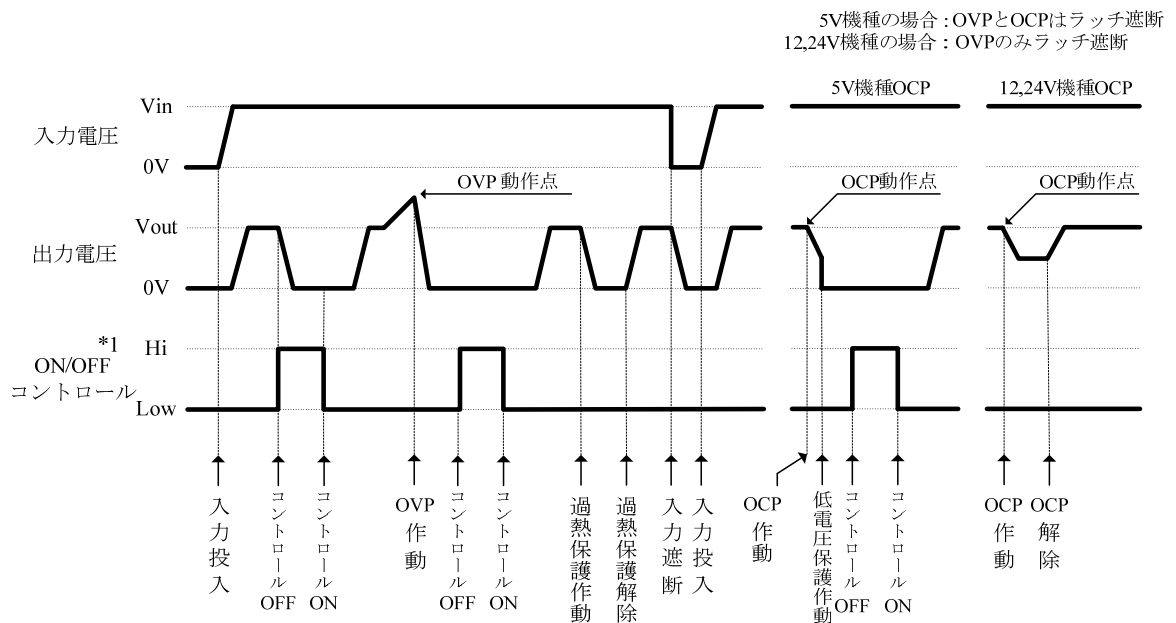 5V機種の場合 : OVPとOCPはラッチ遮断
12,24V機種の場合 : OVPのみラッチ遮断
5V機種OCP
12,24V機種OCP
Vin
入力電圧
0V
OVP 動作点
OCP動作点
OCP動作点
Vout
出力電圧
0V
*1
Hi
ON/OFF
コントロール
Low
入力投入
コントロールOFF
コントロールON
OVP作動
コントロールOFF
コントロールON
過熱保護作動
過熱保護解除
入力遮断
入力投入
OCP作動
低電圧保護作動
コントロールOFF
コントロールON
OCP作動
OCP解除